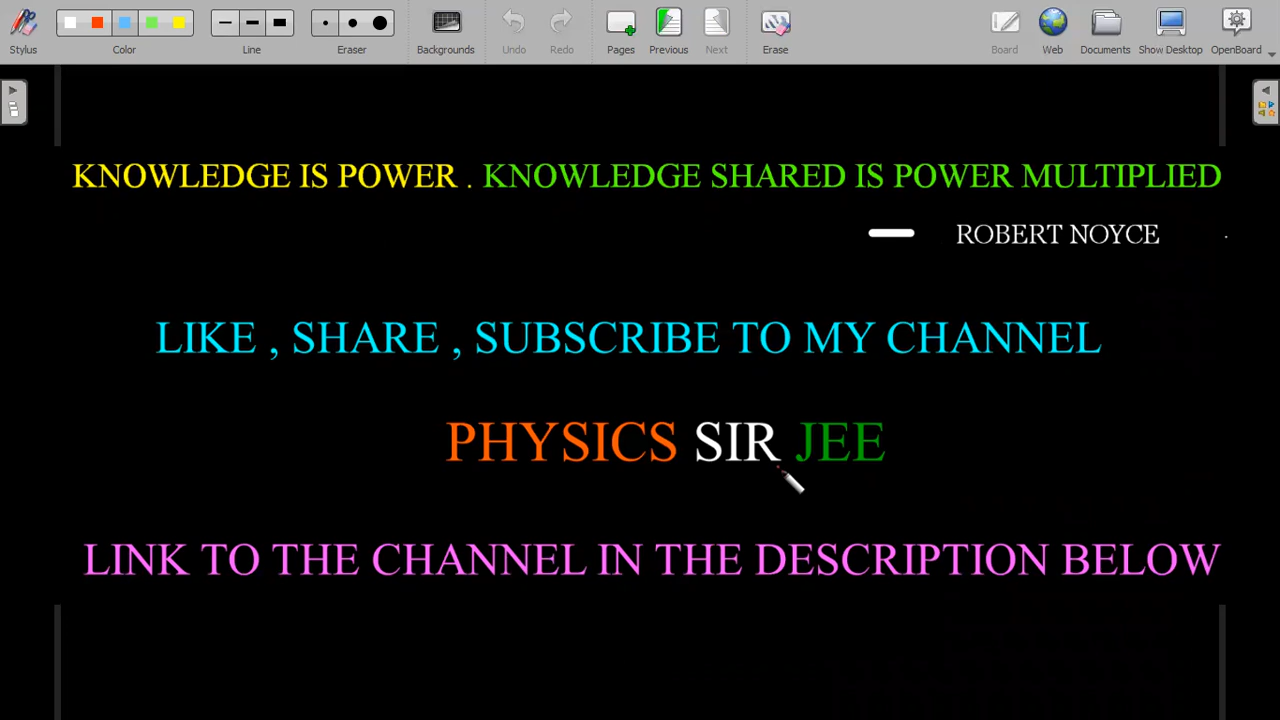 Stylus Color Line Eraser Backgrounds Undo Redo Pages Previous Next Erase Board Web Documents Show Desktop OpenBoard
KNOWLEDGE IS POWER . KNOWLEDGE SHARED IS POWER MULTIPLIED
— ROBERT NOYCE .
LIKE , SHARE , SUBSCRIBE TO MY CHANNEL
PHYSICS SIR JEE
LINK TO THE CHANNEL IN THE DESCRIPTION BELOW